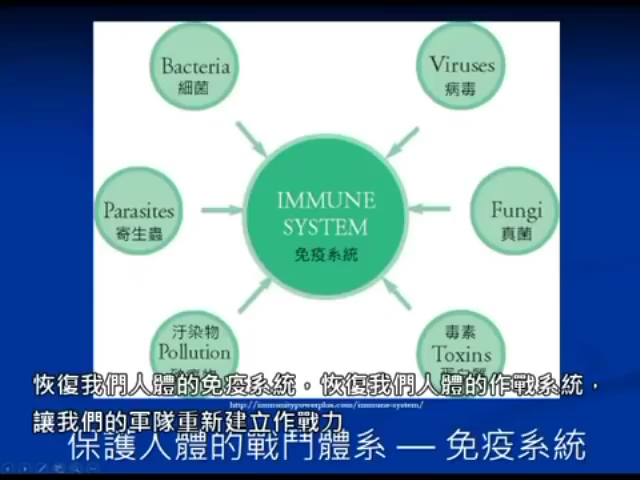 Bacteria
細菌
Viruses
病毒
IMMUNE
SYSTEM
免疫系統
Parasites
寄生蟲
Fungi
真菌
汙染物
Pollution
毒素
Toxins
恢復我們人體的免疫系統，恢復我們人體的作戰系統，
http://immunitypowerplus.com/immune-system/
讓我們的軍隊重新建立作戰力
保護人體的戰鬥體系 — 免疫系統